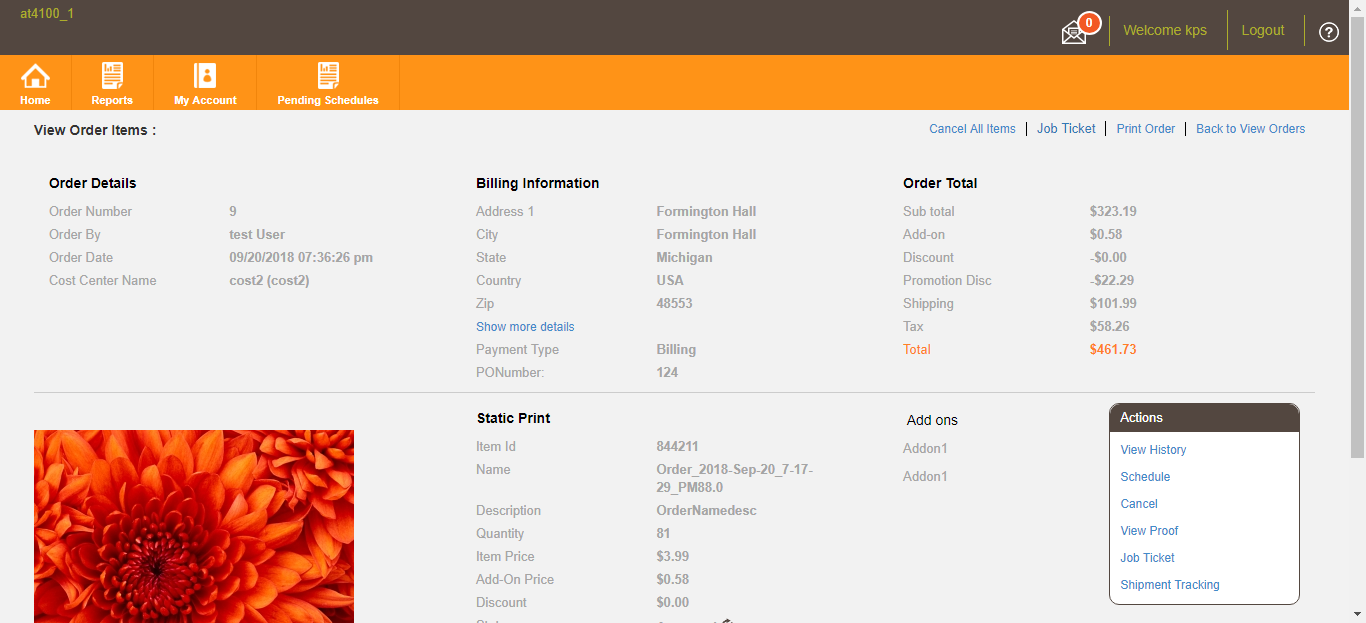 at4100_1
0
Welcome kps
Logout
?
Home
Reports
My Account
Pending Schedules
View Order Items :
Cancel All Items
Job Ticket
Print Order
Back to View Orders
Order Details
Order Number 9
Order By test User
Order Date 09/20/2018 07:36:26 pm
Cost Center Name cost2 (cost2)
Billing Information
Address 1 Formington Hall
City Formington Hall
State Michigan
Country USA
Zip 48553
Show more details
Payment Type Billing
PONumber: 124
Order Total
Sub total $323.19
Add-on $0.58
Discount -$0.00
Promotion Disc -$22.29
Shipping $101.99
Tax $58.26
Total $461.73
Static Print
Item Id 844211
Name Order_2018-Sep-20_7-17-
29_PM88.0
Description OrderNamedesc
Quantity 81
Item Price $3.99
Add-On Price $0.58
Discount $0.00
Add ons
Addon1
Addon1
Actions
View History
Schedule
Cancel
View Proof
Job Ticket
Shipment Tracking